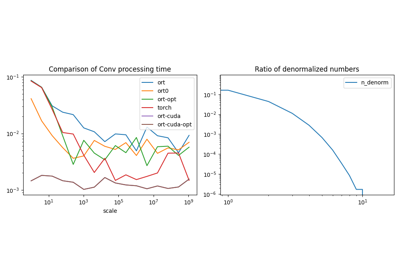 Comparison of Conv processing time
10⁻¹
10⁻²
10⁻³
10¹
10³
10⁵
10⁷
10⁹
scale
ort
ort0
ort-opt
torch
ort-cuda
ort-cuda-opt
Ratio of denormalized numbers
10⁻¹
10⁻²
10⁻³
10⁻⁴
10⁻⁵
10⁻⁶
10⁰
10¹
n_denorm